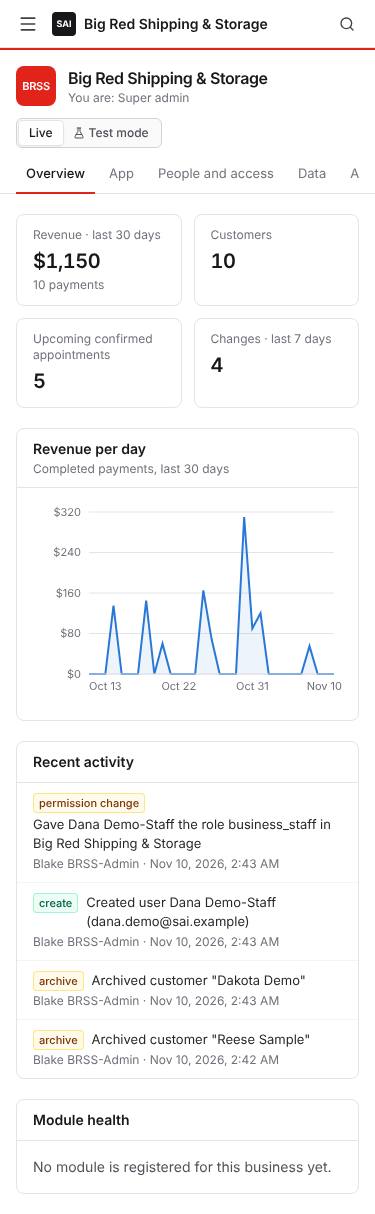 SAI Big Red Shipping & Storage
BRSS
Big Red Shipping & Storage
You are: Super admin
Live Test mode
Overview App People and access Data A
Revenue · last 30 days
$1,150
10 payments
Customers
10
Upcoming confirmed
appointments
5
Changes · last 7 days
4
Revenue per day
Completed payments, last 30 days
$320
$240
$160
$80
$0
Oct 13 Oct 22 Oct 31 Nov 10
Recent activity
permission change
Gave Dana Demo-Staff the role business_staff in
Big Red Shipping & Storage
Blake BRSS-Admin · Nov 10, 2026, 2:43 AM
create Created user Dana Demo-Staff
(dana.demo@sai.example)
Blake BRSS-Admin · Nov 10, 2026, 2:43 AM
archive Archived customer "Dakota Demo"
Blake BRSS-Admin · Nov 10, 2026, 2:43 AM
archive Archived customer "Reese Sample"
Blake BRSS-Admin · Nov 10, 2026, 2:42 AM
Module health
No module is registered for this business yet.